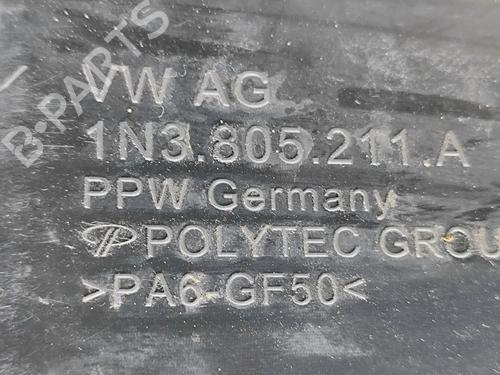 B-PARTS
VW AG
1N3.805.211.A
PPW Germany
POLYTEC GROU
>PA6-GF50<